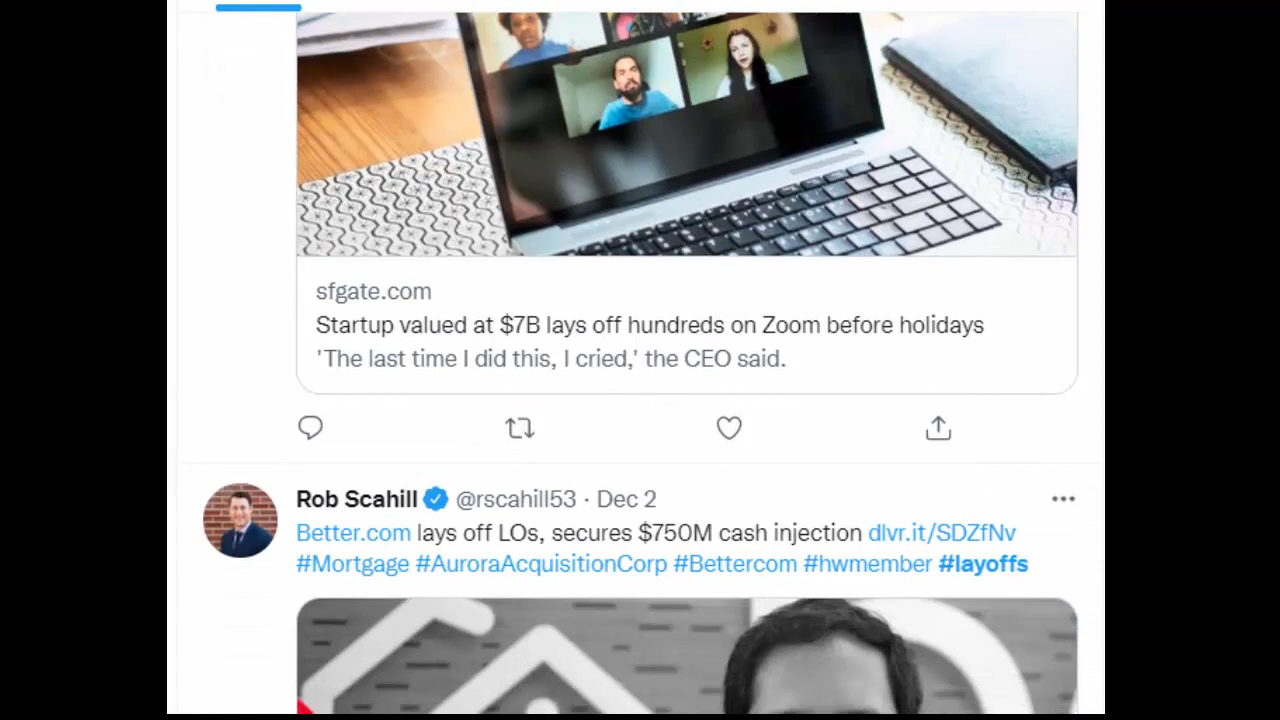 sfgate.com
Startup valued at $7B lays off hundreds on Zoom before holidays
'The last time I did this, I cried,' the CEO said.
Rob Scahill @rscahill53 · Dec 2
Better.com lays off LOs, secures $750M cash injection dlvr.it/SDZfNv
#Mortgage #AuroraAcquisitionCorp #Bettercom #hwmember #layoffs